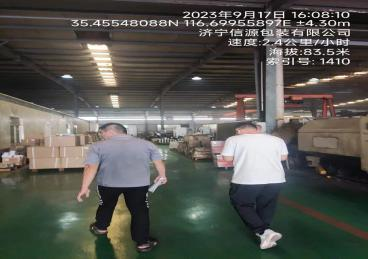 2023年9月17日 16:08:10
35.45548088N 116.69955897E ±4.30m
济宁信源包装有限公司
速度:2.4公里/小时
海拔:83.5米
索引号: 1410